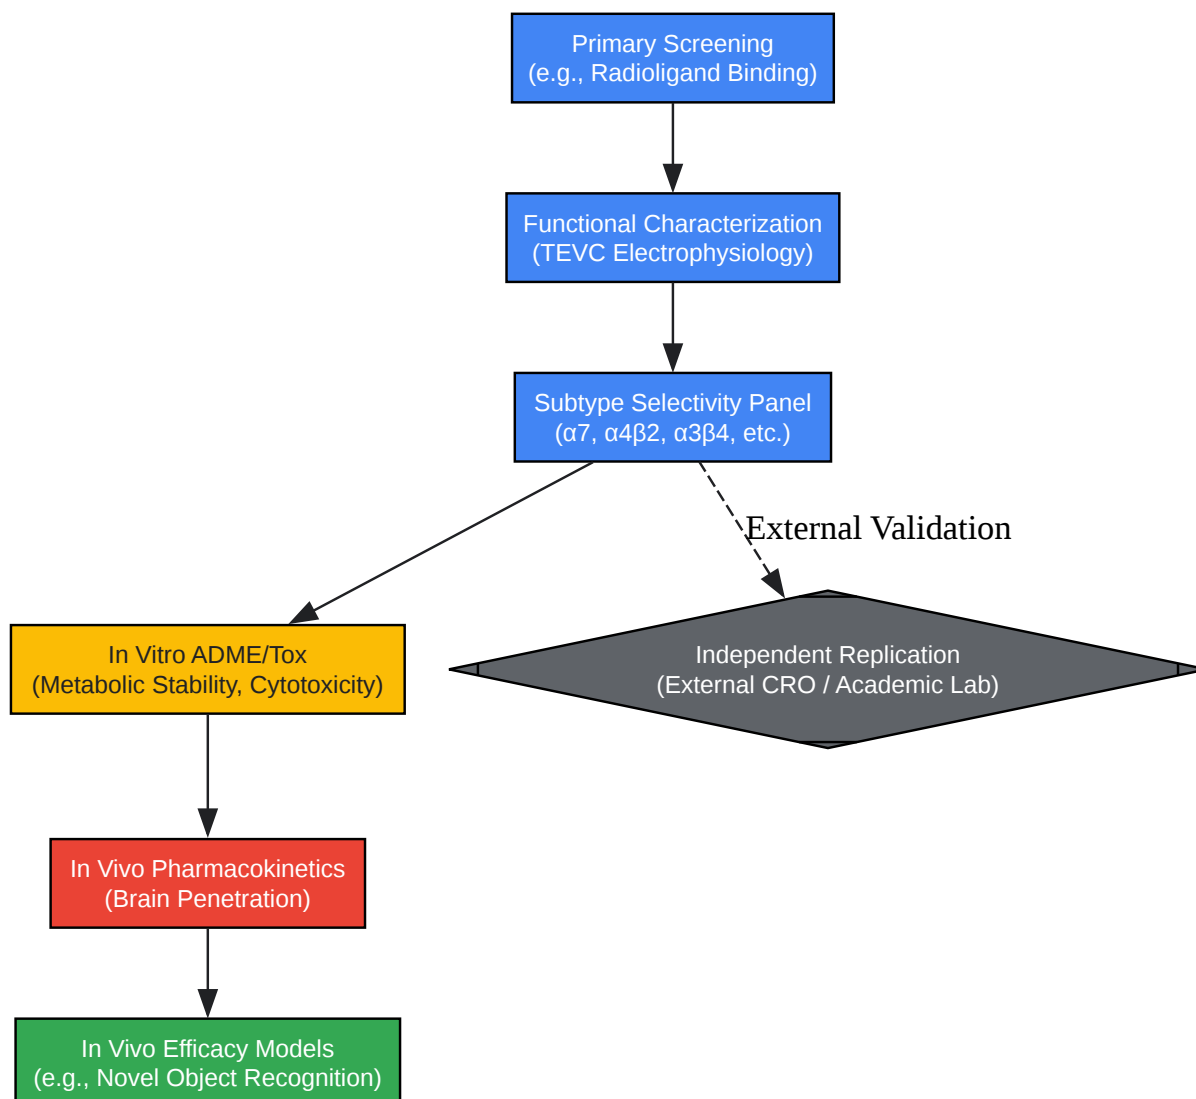 Primary Screening
(e.g., Radioligand Binding)
Functional Characterization
(TEVC Electrophysiology)
Subtype Selectivity Panel
(α7, α4β2, α3β4, etc.)
External Validation
In Vitro ADME/Tox
(Metabolic Stability, Cytotoxicity)
Independent Replication
(External CRO / Academic Lab)
In Vivo Pharmacokinetics
(Brain Penetration)
In Vivo Efficacy Models
(e.g., Novel Object Recognition)